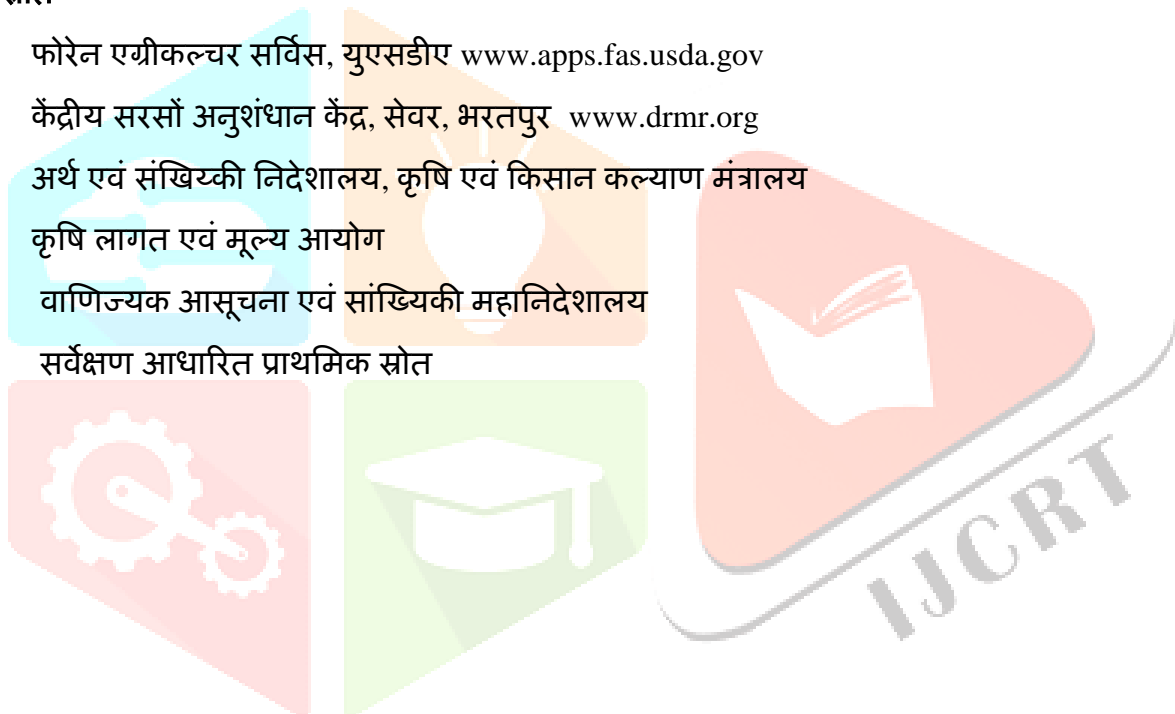 फोरेन एग्रीकल्चर सर्विस, युएसडीए www.apps.fas.usda.gov
केंद्रीय सरसों अनुशंधान केंद्र, सेवर, भरतपुर www.drmr.org
अर्थ एवं संखिय्की निदेशालय, कृषि एवं किसान कल्याण मंत्रालय
कृषि लागत एवं मूल्य आयोग
वाणिज्यक आसूचना एवं सांख्यिकी महानिदेशालय
सर्वेक्षण आधारित प्राथमिक स्रोत
IJCRT